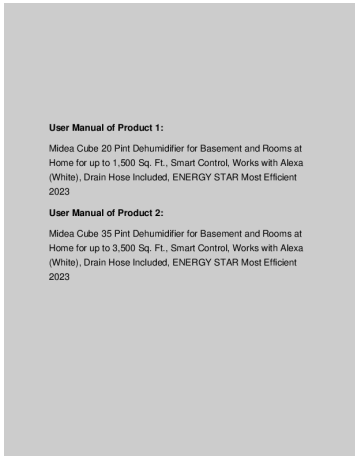 User Manual of Product 1:
Midea Cube 20 Pint Dehumidifier for Basement and Rooms at
Home for up to 1,500 Sq. Ft., Smart Control, Works with Alexa
(White), Drain Hose Included, ENERGY STAR Most Efficient
2023
User Manual of Product 2:
Midea Cube 35 Pint Dehumidifier for Basement and Rooms at
Home for up to 3,500 Sq. Ft., Smart Control, Works with Alexa
(White), Drain Hose Included, ENERGY STAR Most Efficient
2023